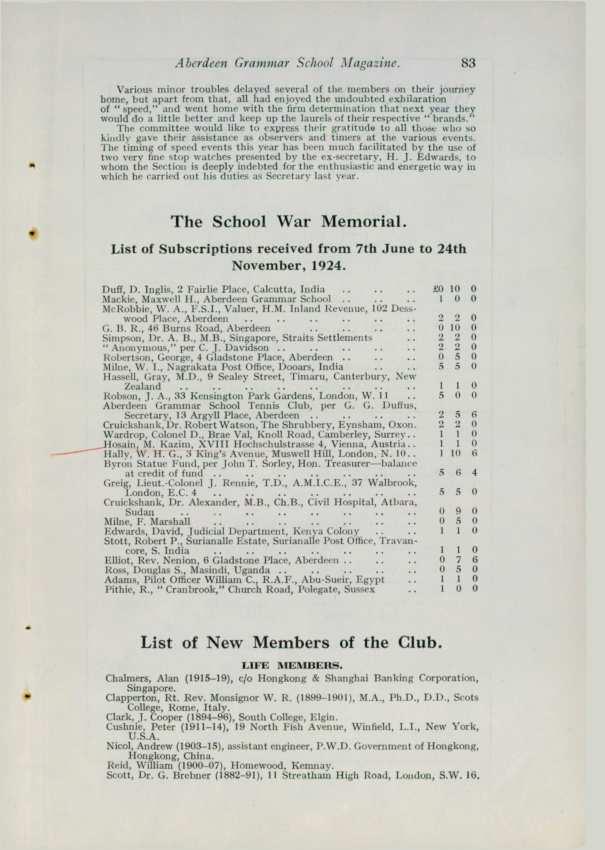 Aberdeen Grammar School Magazine. 83
Various minor troubles delayed several of the members on their journey
home, but apart from that, all had enjoyed the undoubted exhilaration
of " speed," and went home with the firm determination that next year they
would do a little better and keep up the laurels of their respective " brands."
The committee would like to express their gratitude to all those who so
kindly gave their assistance as observers and timers at the various events.
The timing of speed events this year has been much facilitated by the use of
two very fine stop watches presented by the ex-secretary, H. J. Edwards, to
whom the Section is deeply indebted for the enthusiastic and energetic way in
which he carried out his duties as Secretary last year.
The School War Memorial.
List of Subscriptions received from 7th June to 24th
November, 1924.
Duff, D. Inglis, 2 Fairlie Place, Calcutta, India .. .. .. £0 10 0
Mackie, Maxwell H., Aberdeen Grammar School .. .. .. 1 0 0
McRobbie, W. A., F.S.I., Valuer, H.M. Inland Revenue, 102 Dess-
wood Place, Aberdeen .. .. .. .. .. .. 2 2 0
G. B. R., 46 Burns Road, Aberdeen .. .. .. .. 0 10 0
Simpson, Dr. A. B., M.B., Singapore, Straits Settlements .. 2 2 0
" Anonymous," per C. J. Davidson .. .. .. .. .. 2 2 0
Robertson, George, 4 Gladstone Place, Aberdeen .. .. .. 0 5 0
Milne, W. I., Nagrakata Post Office, Dooars, India .. .. 5 5 0
Hassell, Gray, M.D., 9 Sealey Street, Timaru, Canterbury, New
Zealand .. .. .. .. .. .. .. .. 1 1 0
Robson, J. A., 33 Kensington Park Gardens, London, W. 11 .. 5 0 0
Aberdeen Grammar School Tennis Club, per G. G. Duffus,
Secretary, 13 Argyll Place, Aberdeen .. .. .. .. 2 5 6
Cruickshank, Dr. Robert Watson, The Shrubbery, Eynsham, Oxon. 2 2 0
Wardrop, Colonel D., Brae Val, Knoll Road, Camberley, Surrey.. 1 1 0
Hosain, M. Kazim, XVIII Hochschulstrasse 4, Vienna, Austria.. 1 1 0
Hally, W. H. G., 3 King's Avenue, Muswell Hill, London, N. 10.. 1 10 6
Byron Statue Fund, per John T. Sorley, Hon. Treasurer—balance
at credit of fund .. .. .. .. .. .. .. 5 6 4
Greig, Lieut.-Colonel J. Rennie, T.D., A.M.I.C.E., 37 Walbrook,
London, E.C. 4 .. .. .. .. .. .. .. 5 5 0
Cruickshank, Dr. Alexander, M.B., Ch.B., Civil Hospital, Atbara,
Sudan .. .. .. .. .. .. .. .. 0 9 0
Milne, F. Marshall .. .. .. .. .. .. .. 0 5 0
Edwards, David, Judicial Department, Kenya Colony .. .. 1 1 0
Stott, Robert P., Surianalle Estate, Surianalle Post Office, Travan-
core, S. India .. .. .. .. .. .. .. 1 1 0
Elliot, Rev. Nenion, 6 Gladstone Place, Aberdeen .. .. .. 0 7 6
Ross, Douglas S., Masindi, Uganda .. .. .. .. .. 0 5 0
Adams, Pilot Officer William C., R.A.F., Abu-Sueir, Egypt .. 1 1 0
Pithie, R., " Cranbrook," Church Road, Polegate, Sussex .. 1 0 0
List of New Members of the Club.
LIFE MEMBERS.
Chalmers, Alan (1915-19), c/o Hongkong & Shanghai Banking Corporation,
Singapore.
Clapperton, Rt. Rev. Monsignor W. R. (1899-1901), M.A., Ph.D., D.D., Scots
College, Rome, Italy.
Clark, J. Cooper (1894-96), South College, Elgin.
Cushnie, Peter (1911-14), 19 North Fish Avenue, Winfield, L.I., New York,
U.S.A.
Nicol, Andrew (1903-15), assistant engineer, P.W.D. Government of Hongkong,
Hongkong, China.
Reid, William (1900-07), Homewood, Kemnay.
Scott, Dr. G. Brebner (1882-91), 11 Streatham High Road, London, S.W. 16.